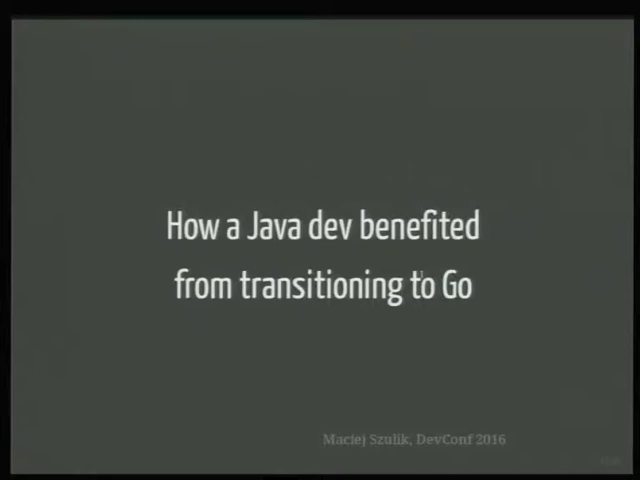 How a Java dev benefited
from transitioning to Go
Maciej Szulik, DevConf 2016